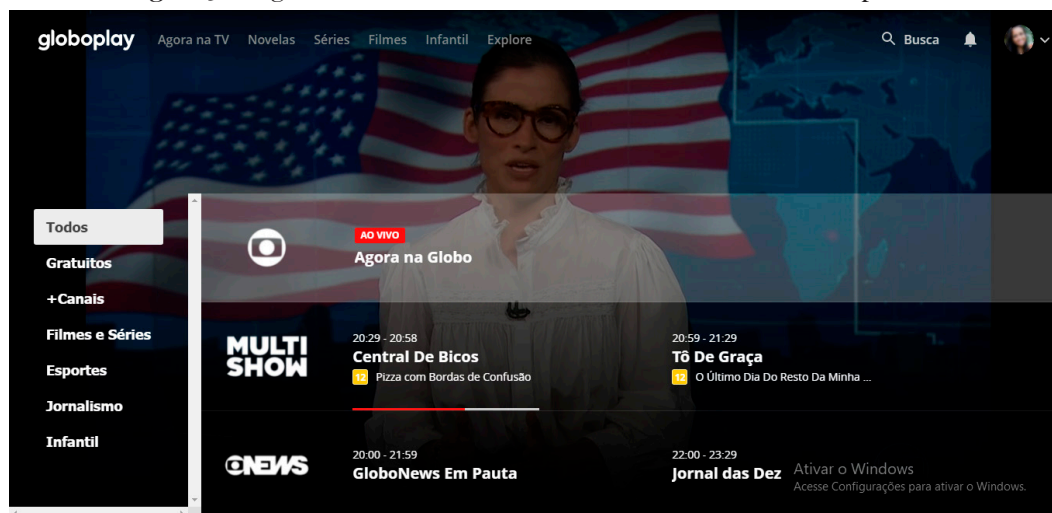 globoplay Agora na TV Novelas Séries Filmes Infantil Explore Busca
Todos
Gratuitos
+Canais
Filmes e Séries
Esportes
Jornalismo
Infantil
AO VIVO
Agora na Globo
MULTI
SHOW
20:29 - 20:58
Central De Bicos
12 Pizza com Bordas de Confusão
20:59 - 21:29
Tô De Graça
12 O Último Dia Do Resto Da Minha ...
NEWS
20:00 - 21:59
GloboNews Em Pauta
22:00 - 23:29
Jornal das Dez
Ativar o Windows
Acesse Configurações para ativar o Windows.